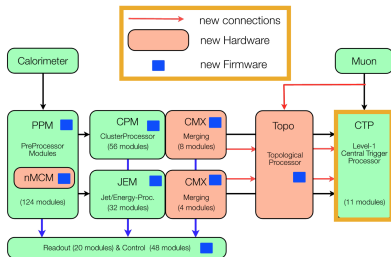 new connections
new Hardware
new Firmware
Calorimeter
Muon
PPM
PreProcessor
Modules
nMCM
(124 modules)
CPM
ClusterProcessor
(56 modules)
CMX
Merging
(8 modules)
JEM
Jet/Energy-Proc.
(32 modules)
CMX
Merging
(4 modules)
Topo
Topological
Processor
CTP
Level-1
Central Trigger
Processor
(11 modules)
Readout (20 modules) & Control (48 modules)